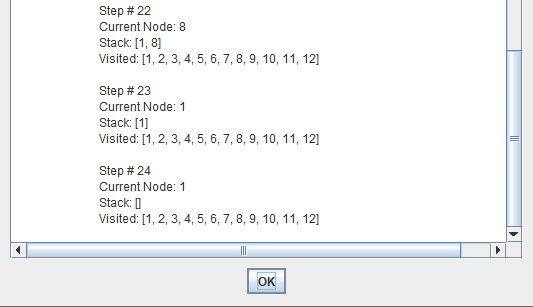 Step # 22
Current Node: 8
Stack: [1, 8]
Visited: [1, 2, 3, 4, 5, 6, 7, 8, 9, 10, 11, 12]
Step # 23
Current Node: 1
Stack: [1]
Visited: [1, 2, 3, 4, 5, 6, 7, 8, 9, 10, 11, 12]
Step # 24
Current Node: 1
Stack: []
Visited: [1, 2, 3, 4, 5, 6, 7, 8, 9, 10, 11, 12]
OK